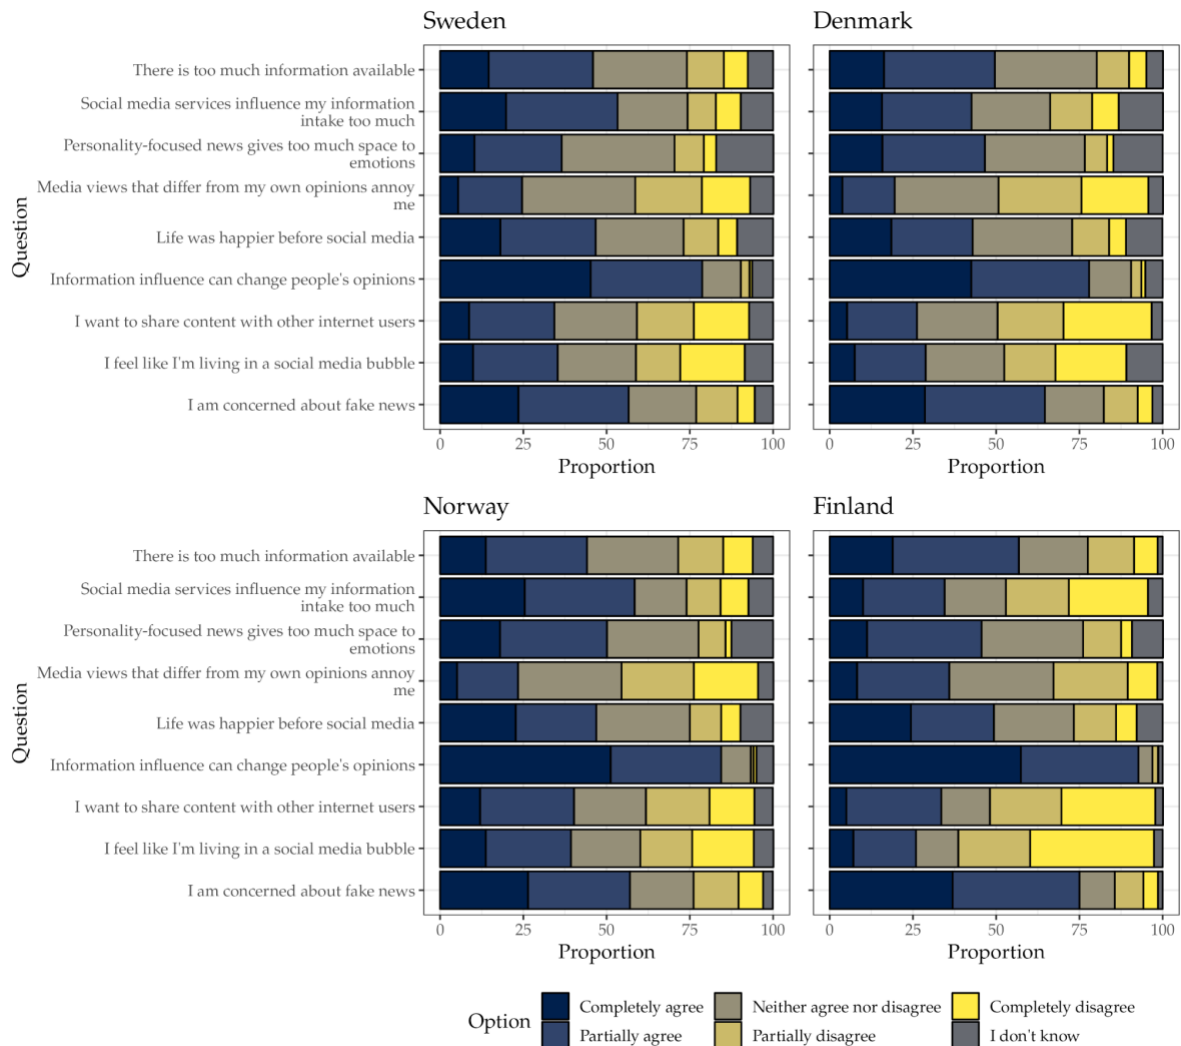 Sweden
Denmark
Question
There is too much information available
Social media services influence my information
intake too much
Personality-focused news gives too much space to
emotions
Media views that differ from my own opinions annoy
me
Life was happier before social media
Information influence can change people's opinions
I want to share content with other internet users
I feel like I'm living in a social media bubble
I am concerned about fake news
0 25 50 75 100
0 25 50 75 100
Proportion
Proportion
Norway
Finland
Question
There is too much information available
Social media services influence my information
intake too much
Personality-focused news gives too much space to
emotions
Media views that differ from my own opinions annoy
me
Life was happier before social media
Information influence can change people's opinions
I want to share content with other internet users
I feel like I'm living in a social media bubble
I am concerned about fake news
0 25 50 75 100
0 25 50 75 100
Proportion
Proportion
Option
Completely agree
Neither agree nor disagree
Completely disagree
Partially agree
Partially disagree
I don't know